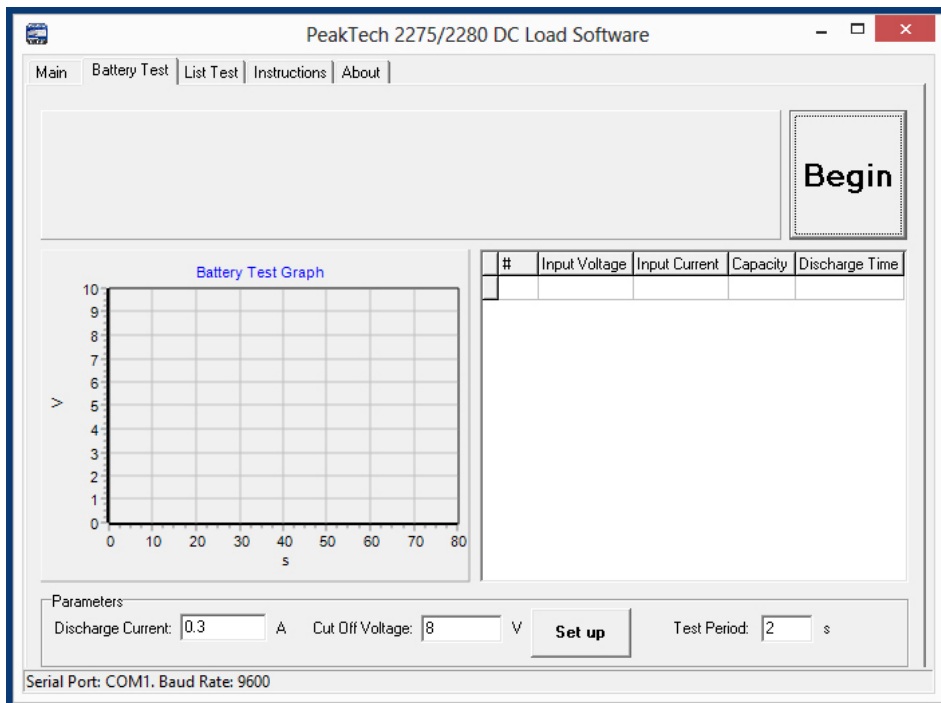 PeakTech 2275/2280 DC Load Software
Main Battery Test List Test Instructions About
Begin
Battery Test Graph
# Input Voltage Input Current Capacity Discharge Time
10
9
8
7
6
5
4
3
2
1
0
V
0 10 20 30 40 50 60 70 80
s
Parameters
Discharge Current: 0.3 A Cut Off Voltage: 8 V Set up Test Period: 2 s
Serial Port: COM1. Baud Rate: 9600